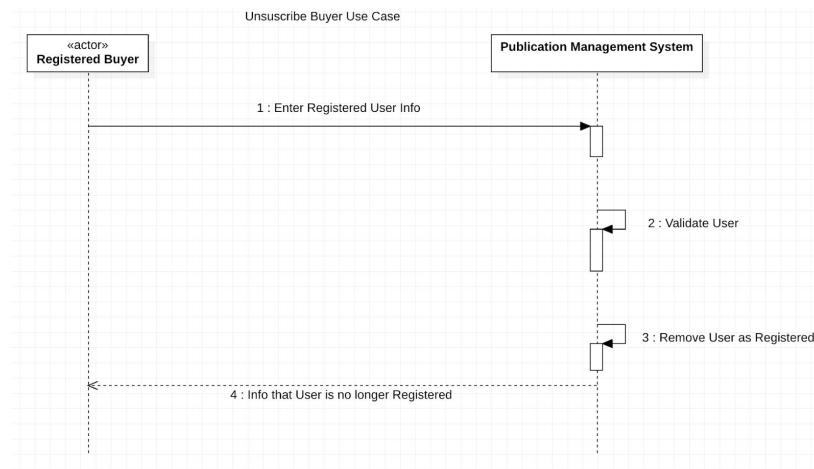 Unsuscribe Buyer Use Case
«actor»
Registered Buyer
Publication Management System
1 : Enter Registered User Info
2 : Validate User
3 : Remove User as Registered
4 : Info that User is no longer Registered